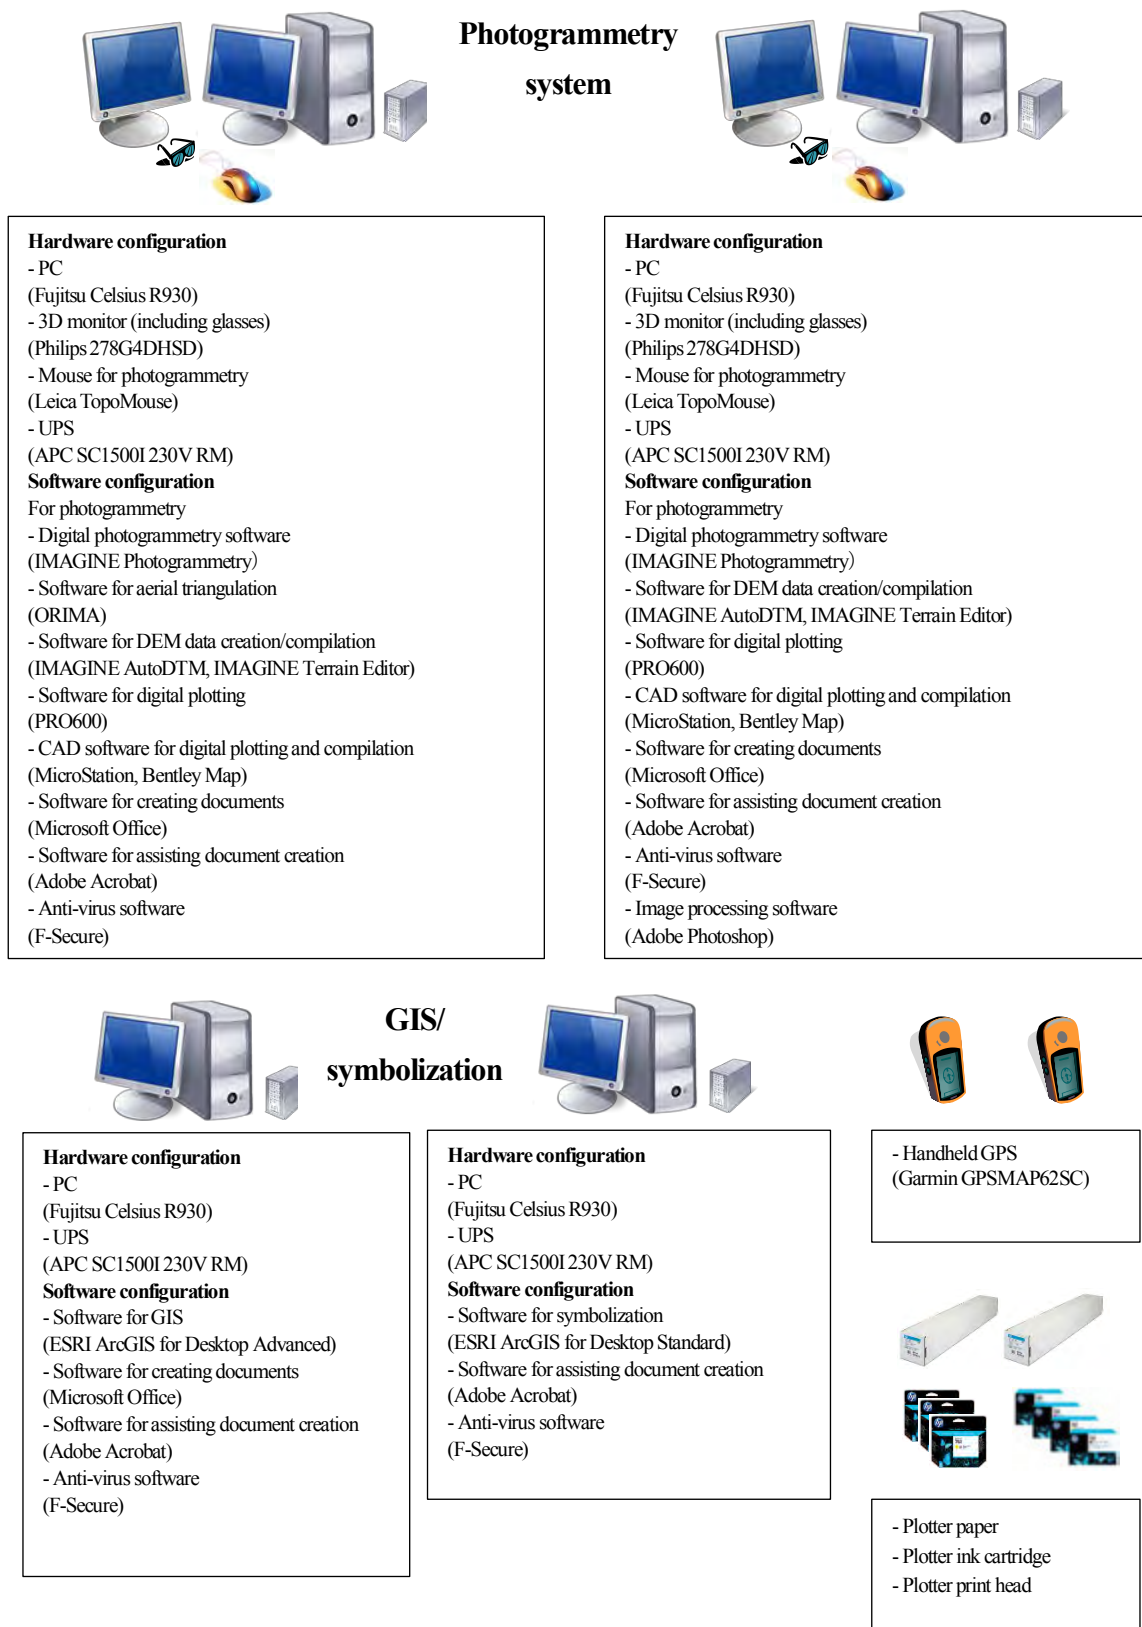 Photogrammetry
system
Hardware configuration
- PC
(Fujitsu Celsius R930)
- 3D monitor (including glasses)
(Philips 278G4DHSD)
- Mouse for photogrammetry
(Leica TopoMouse)
- UPS
(APC SC1500I 230V RM)
Software configuration
For photogrammetry
- Digital photogrammetry software
(IMAGINE Photogrammetry）
- Software for aerial triangulation
(ORIMA)
- Software for DEM data creation/compilation
(IMAGINE AutoDTM, IMAGINE Terrain Editor)
- Software for digital plotting
(PRO600)
- CAD software for digital plotting and compilation
(MicroStation, Bentley Map)
- Software for creating documents
(Microsoft Office)
- Software for assisting document creation
(Adobe Acrobat)
- Anti-virus software
(F-Secure)
Hardware configuration
- PC
(Fujitsu Celsius R930)
- 3D monitor (including glasses)
(Philips 278G4DHSD)
- Mouse for photogrammetry
(Leica TopoMouse)
- UPS
(APC SC1500I 230V RM)
Software configuration
For photogrammetry
- Digital photogrammetry software
(IMAGINE Photogrammetry）
- Software for DEM data creation/compilation
(IMAGINE AutoDTM, IMAGINE Terrain Editor)
- Software for digital plotting
(PRO600)
- CAD software for digital plotting and compilation
(MicroStation, Bentley Map)
- Software for creating documents
(Microsoft Office)
- Software for assisting document creation
(Adobe Acrobat)
- Anti-virus software
(F-Secure)
- Image processing software
(Adobe Photoshop)
GIS/
symbolization
Hardware configuration
- PC
(Fujitsu Celsius R930)
- UPS
(APC SC1500I 230V RM)
Software configuration
- Software for GIS
(ESRI ArcGIS for Desktop Advanced)
- Software for creating documents
(Microsoft Office)
- Software for assisting document creation
(Adobe Acrobat)
- Anti-virus software
(F-Secure)
Hardware configuration
- PC
(Fujitsu Celsius R930)
- UPS
(APC SC1500I 230V RM)
Software configuration
- Software for symbolization
(ESRI ArcGIS for Desktop Standard)
- Software for assisting document creation
(Adobe Acrobat)
- Anti-virus software
(F-Secure)
- Handheld GPS
(Garmin GPSMAP62SC)
- Plotter paper
- Plotter ink cartridge
- Plotter print head